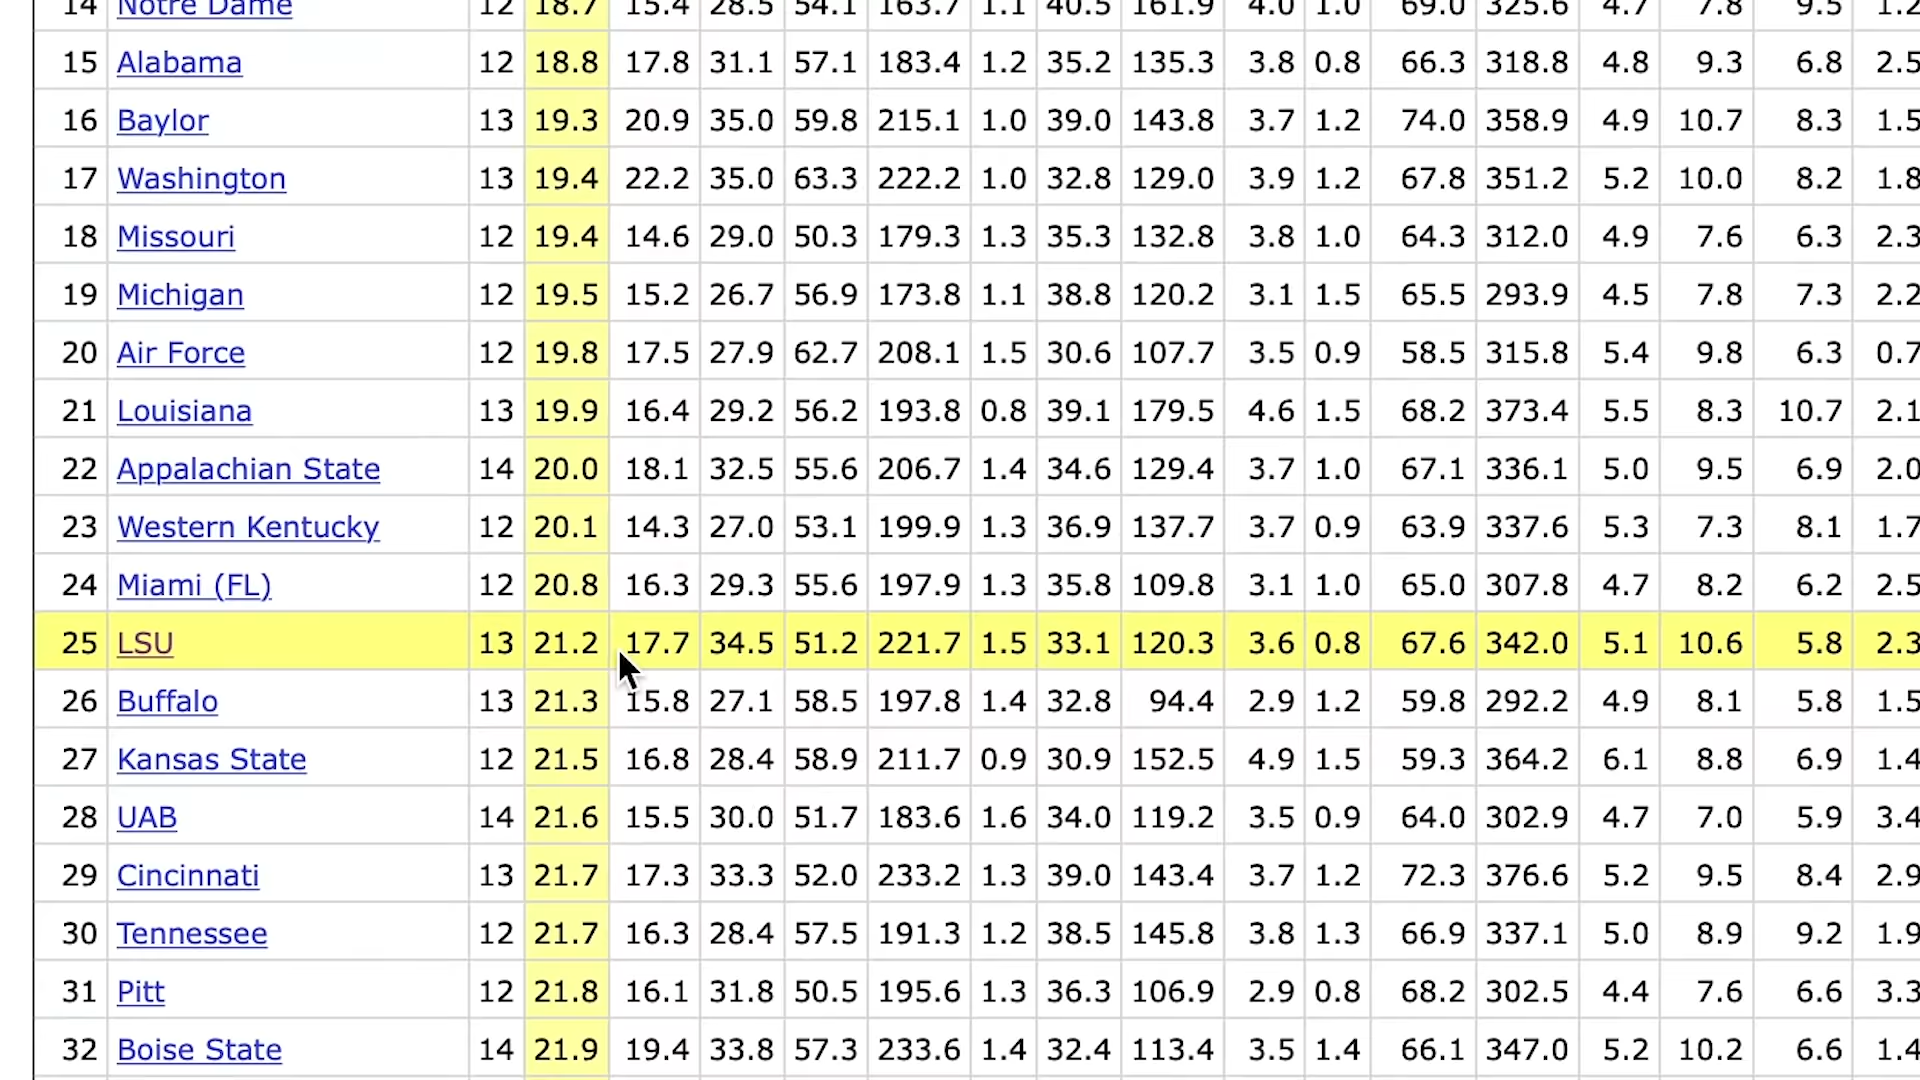 14 Notre Dame 12 18.7 15.4 28.5 54.1 163.7 1.1 40.5 161.9 4.0 1.0 69.0 325.6 4.7 7.8 9.5 1.2
15 Alabama 12 18.8 17.8 31.1 57.1 183.4 1.2 35.2 135.3 3.8 0.8 66.3 318.8 4.8 9.3 6.8 2.5
16 Baylor 13 19.3 20.9 35.0 59.8 215.1 1.0 39.0 143.8 3.7 1.2 74.0 358.9 4.9 10.7 8.3 1.5
17 Washington 13 19.4 22.2 35.0 63.3 222.2 1.0 32.8 129.0 3.9 1.2 67.8 351.2 5.2 10.0 8.2 1.8
18 Missouri 12 19.4 14.6 29.0 50.3 179.3 1.3 35.3 132.8 3.8 1.0 64.3 312.0 4.9 7.6 6.3 2.3
19 Michigan 12 19.5 15.2 26.7 56.9 173.8 1.1 38.8 120.2 3.1 1.5 65.5 293.9 4.5 7.8 7.3 2.2
20 Air Force 12 19.8 17.5 27.9 62.7 208.1 1.5 30.6 107.7 3.5 0.9 58.5 315.8 5.4 9.8 6.3 0.7
21 Louisiana 13 19.9 16.4 29.2 56.2 193.8 0.8 39.1 179.5 4.6 1.5 68.2 373.4 5.5 8.3 10.7 2.1
22 Appalachian State 14 20.0 18.1 32.5 55.6 206.7 1.4 34.6 129.4 3.7 1.0 67.1 336.1 5.0 9.5 6.9 2.0
23 Western Kentucky 12 20.1 14.3 27.0 53.1 199.9 1.3 36.9 137.7 3.7 0.9 63.9 337.6 5.3 7.3 8.1 1.7
24 Miami (FL) 12 20.8 16.3 29.3 55.6 197.9 1.3 35.8 109.8 3.1 1.0 65.0 307.8 4.7 8.2 6.2 2.5
25 LSU 13 21.2 17.7 34.5 51.2 221.7 1.5 33.1 120.3 3.6 0.8 67.6 342.0 5.1 10.6 5.8 2.3
26 Buffalo 13 21.3 15.8 27.1 58.5 197.8 1.4 32.8 94.4 2.9 1.2 59.8 292.2 4.9 8.1 5.8 1.5
27 Kansas State 12 21.5 16.8 28.4 58.9 211.7 0.9 30.9 152.5 4.9 1.5 59.3 364.2 6.1 8.8 6.9 1.4
28 UAB 14 21.6 15.5 30.0 51.7 183.6 1.6 34.0 119.2 3.5 0.9 64.0 302.9 4.7 7.0 5.9 3.4
29 Cincinnati 13 21.7 17.3 33.3 52.0 233.2 1.3 39.0 143.4 3.7 1.2 72.3 376.6 5.2 9.5 8.4 2.9
30 Tennessee 12 21.7 16.3 28.4 57.5 191.3 1.2 38.5 145.8 3.8 1.3 66.9 337.1 5.0 8.9 9.2 1.9
31 Pitt 12 21.8 16.1 31.8 50.5 195.6 1.3 36.3 106.9 2.9 0.8 68.2 302.5 4.4 7.6 6.6 3.3
32 Boise State 14 21.9 19.4 33.8 57.3 233.6 1.4 32.4 113.4 3.5 1.4 66.1 347.0 5.2 10.2 6.6 1.4